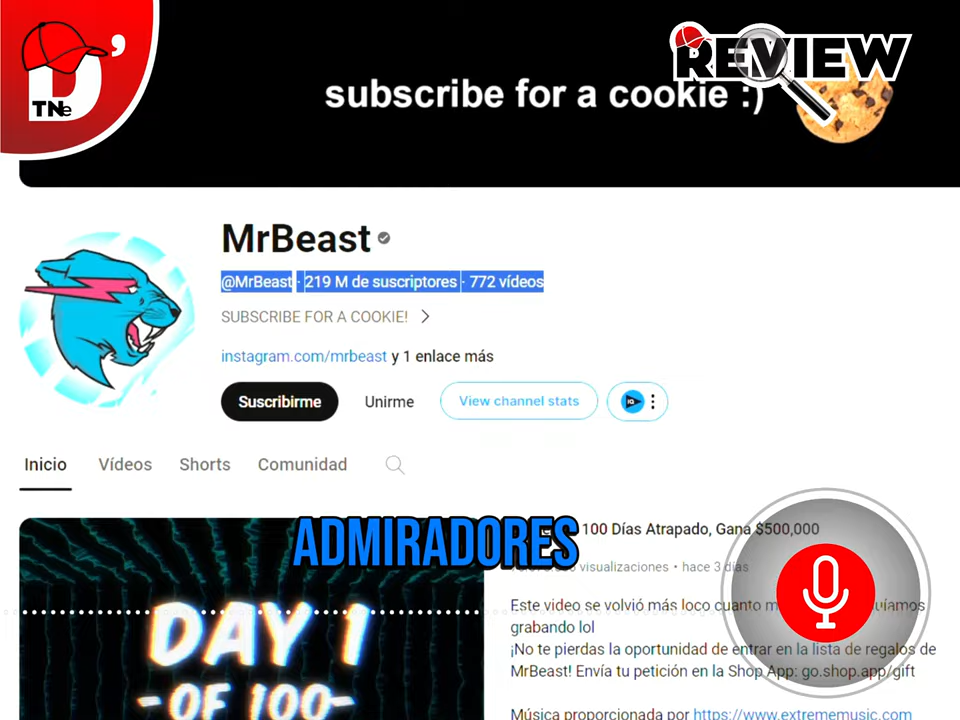 D'
TNe
REVIEW
subscribe for a cookie :)
MrBeast
@MrBeast · 219 M de suscriptores · 772 vídeos
SUBSCRIBE FOR A COOKIE!
instagram.com/mrbeast y 1 enlace más
Suscribirme
Unirme
View channel stats
IQ
Inicio Vídeos Shorts Comunidad
ADMIRADORES
100 Días Atrapado, Gana $500,000
visualizaciones • hace 3 días
Este video se volvió más loco cuanto
grabando lol
¡No te pierdas la oportunidad de entrar en la lista de regalos de
MrBeast! Envía tu petición en la Shop App: go.shop.app/gift
Música proporcionada por https://www.extrememusic.com
DAY 1
-OF 100-